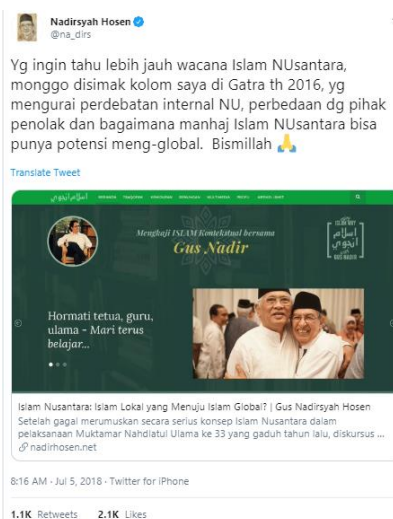 Nadirsyah Hosen
@na_dirs
Yg ingin tahu lebih jauh wacana Islam NUsantara,
monggo disimak kolom saya di Gatra th 2016, yg
mengurai perdebatan internal NU, perbedaan dg pihak
penolak dan bagaimana manhaj Islam NUsantara bisa
punya potensi meng-global. Bismillah 🙏
Translate Tweet
Mengkaji ISLAM Kontekstual bersama
Gus Nadir
Hormati tetua, guru,
ulama - Mari terus
belajar...
Islam Nusantara: Islam Lokal yang Menuju Islam Global? | Gus Nadirsyah Hosen
Setelah gagal merumuskan secara serius konsep Islam Nusantara dalam
pelaksanaan Muktamar Nahdlatul Ulama ke 33 yang gaduh tahun lalu, diskursus ...
nadirhosen.net
8:16 AM · Jul 5, 2018 · Twitter for iPhone
1.1K Retweets 2.1K Likes